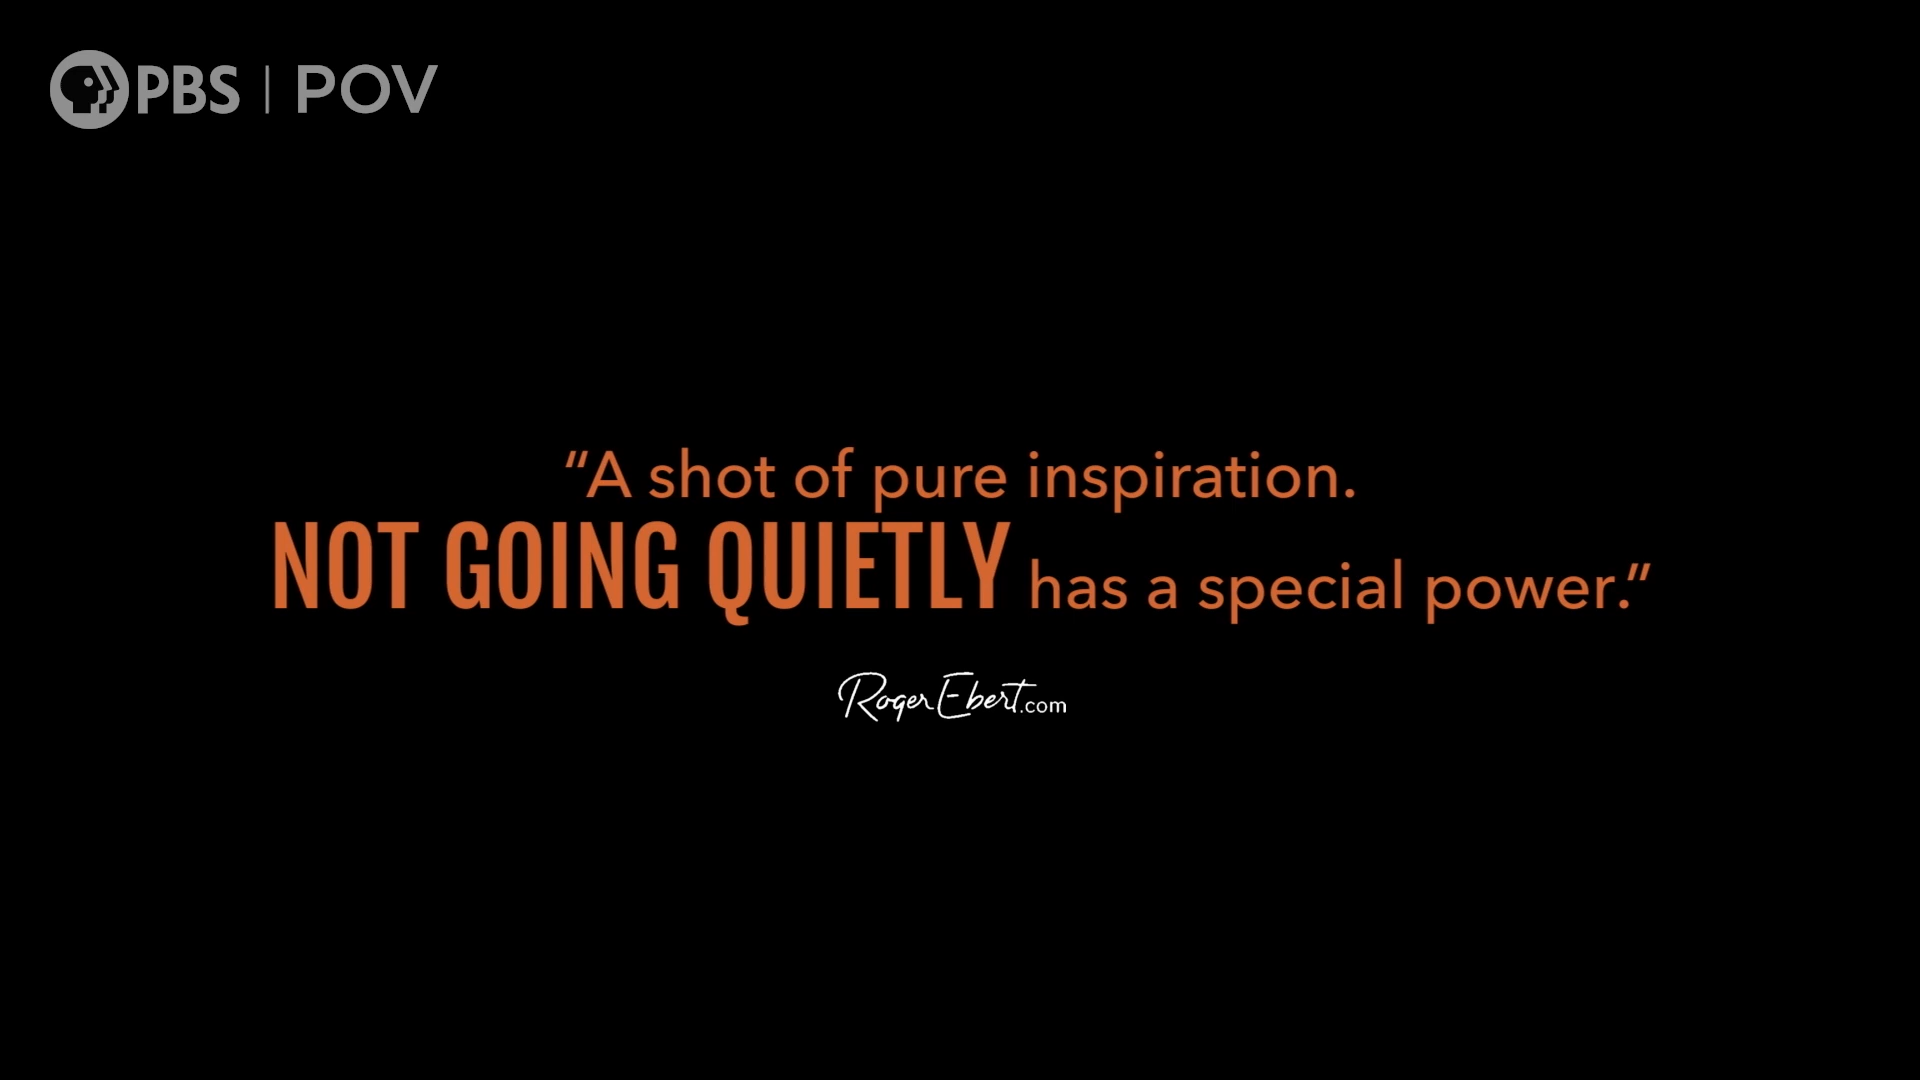 PBS | POV
“A shot of pure inspiration.
NOT GOING QUIETLY has a special power.”
RogerEbert.com